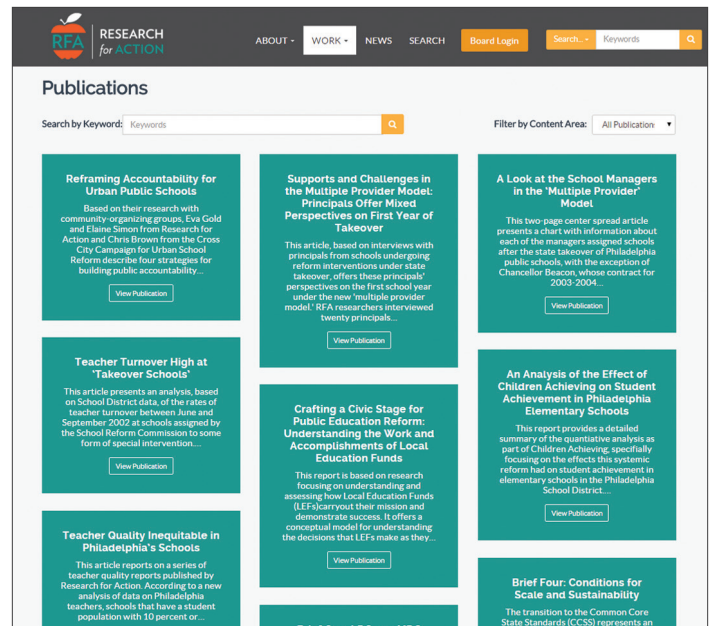 RFA
RESEARCH
for ACTION
ABOUT
WORK
NEWS
SEARCH
Board Login
Search...
Keywords
Publications
Search by Keyword:
Keywords
Filter by Content Area:
All Publication
Reframing Accountability for
Urban Public Schools
Based on their research with
community-organizing groups, Eva Gold
and Elaine Simon from Research for
Action and Chris Brown from the Cross
City Campaign for Urban School
Reform describe four strategies for
building public accountability...
View Publication
Teacher Turnover High at
'Takeover Schools'
This article presents an analysis, based
on School District data, of the rates of
teacher turnover between June and
September 2002 at schools assigned by
the School Reform Commission to some
form of special intervention....
View Publication
Teacher Quality Inequitable in
Philadelphia's Schools
This article reports on a series of
teacher quality reports published by
Research for Action. According to a new
analysis of data on Philadelphia
teachers, schools that have a student
population with 10 percent or...
Supports and Challenges in
the Multiple Provider Model:
Principals Offer Mixed
Perspectives on First Year of
Takeover
This article, based on interviews with
principals from schools undergoing
reform interventions under state
takeover, offers these principals'
perspectives on the first school year
under the new 'multiple provider
model.' RFA researchers interviewed
twenty principals...
View Publication
Crafting a Civic Stage for
Public Education Reform:
Understanding the Work and
Accomplishments of Local
Education Funds
This report is based on research
focusing on understanding and
assessing how Local Education Funds
(LEFs)carryout their mission and
demonstrate success. It offers a
conceptual model for understanding
the decisions that LEFs make as they...
View Publication
A Look at the School Managers
in the 'Multiple Provider'
Model
This two-page center spread article
presents a chart with information about
each of the managers assigned schools
after the state takeover of Philadelphia
public schools, with the exception of
Chancellor Beacon, whose contract for
2003-2004...
View Publication
An Analysis of the Effect of
Children Achieving on Student
Achievement in Philadelphia
Elementary Schools
This report provides a detailed
summary of the quantiative analysis as
part of Children Achieving, specifially
focusing on the effects this systemic
reform had on student achievement in
elementary schools in the Philadelphia
School District....
View Publication
Brief Four: Conditions for
Scale and Sustainability
The transition to the Common Core
State Standards (CCSS) represents an